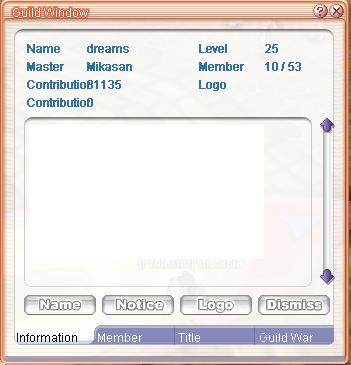 Guild Window
Name dreams Level 25
Master Mikasan Member 10 / 53
Contributio81135 Logo
Contributio0
Name Notice Logo Dismiss
Information Member Title Guild War